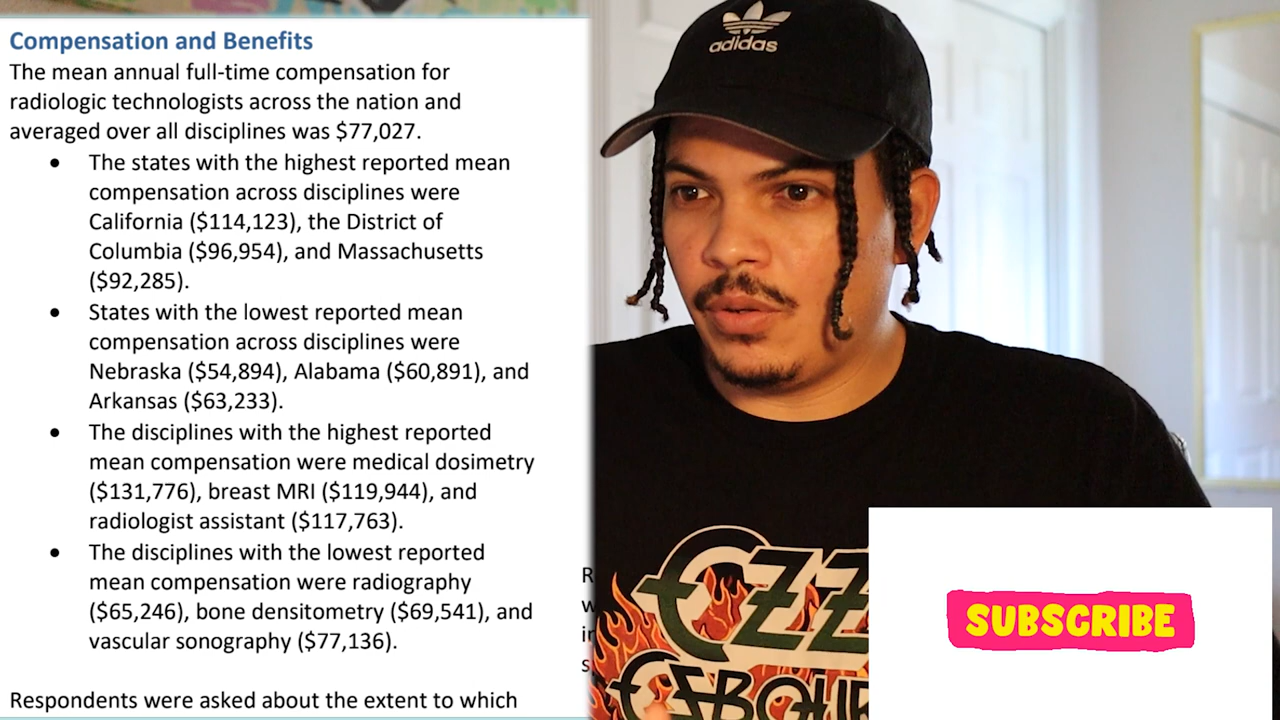 Compensation and Benefits
The mean annual full-time compensation for
radiologic technologists across the nation and
averaged over all disciplines was $77,027.
• The states with the highest reported mean
compensation across disciplines were
California ($114,123), the District of
Columbia ($96,954), and Massachusetts
($92,285).
• States with the lowest reported mean
compensation across disciplines were
Nebraska ($54,894), Alabama ($60,891), and
Arkansas ($63,233).
• The disciplines with the highest reported
mean compensation were medical dosimetry
($131,776), breast MRI ($119,944), and
radiologist assistant ($117,763).
• The disciplines with the lowest reported
mean compensation were radiography
($65,246), bone densitometry ($69,541), and
vascular sonography ($77,136).
Respondents were asked about the extent to which
adidas
OZZ
OSBOUR
SUBSCRIBE